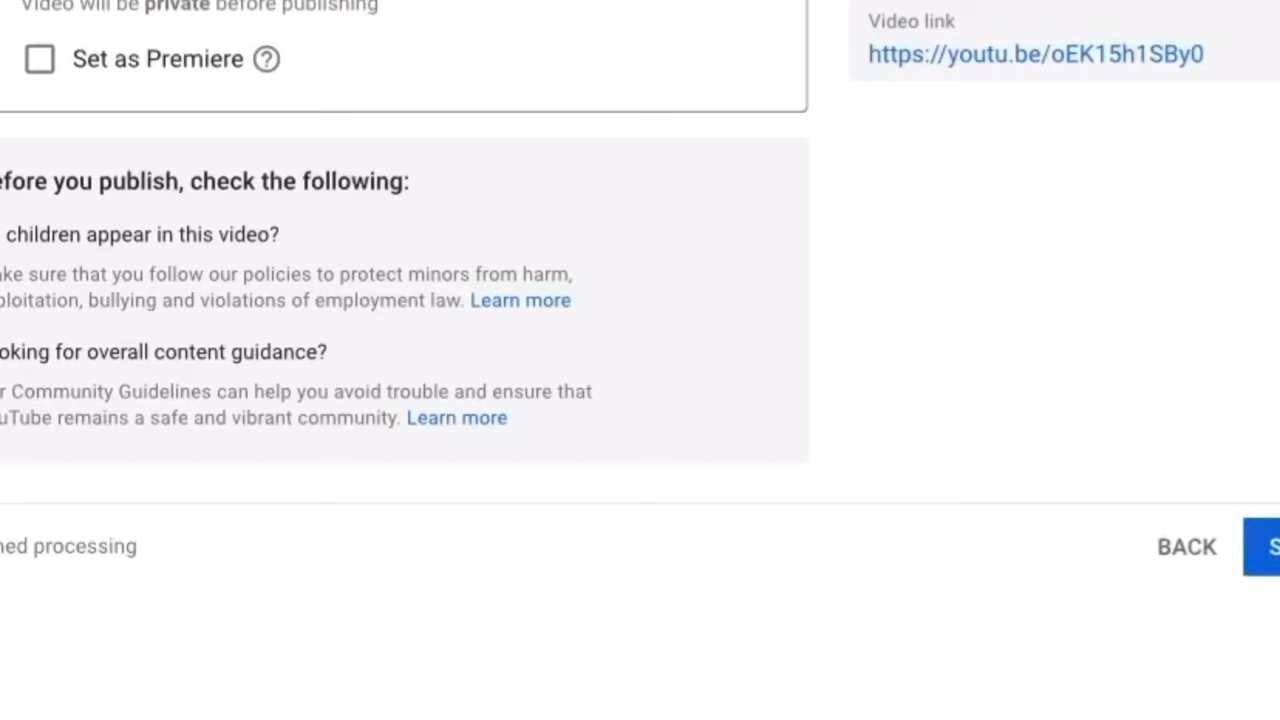 Video will be private before publishing
Set as Premiere
Video link
https://youtu.be/oEK15h1SBy0
efore you publish, check the following:
children appear in this video?
ke sure that you follow our policies to protect minors from harm,
ploitation, bullying and violations of employment law. Learn more
oking for overall content guidance?
r Community Guidelines can help you avoid trouble and ensure that
uTube remains a safe and vibrant community. Learn more
ned processing
BACK
S